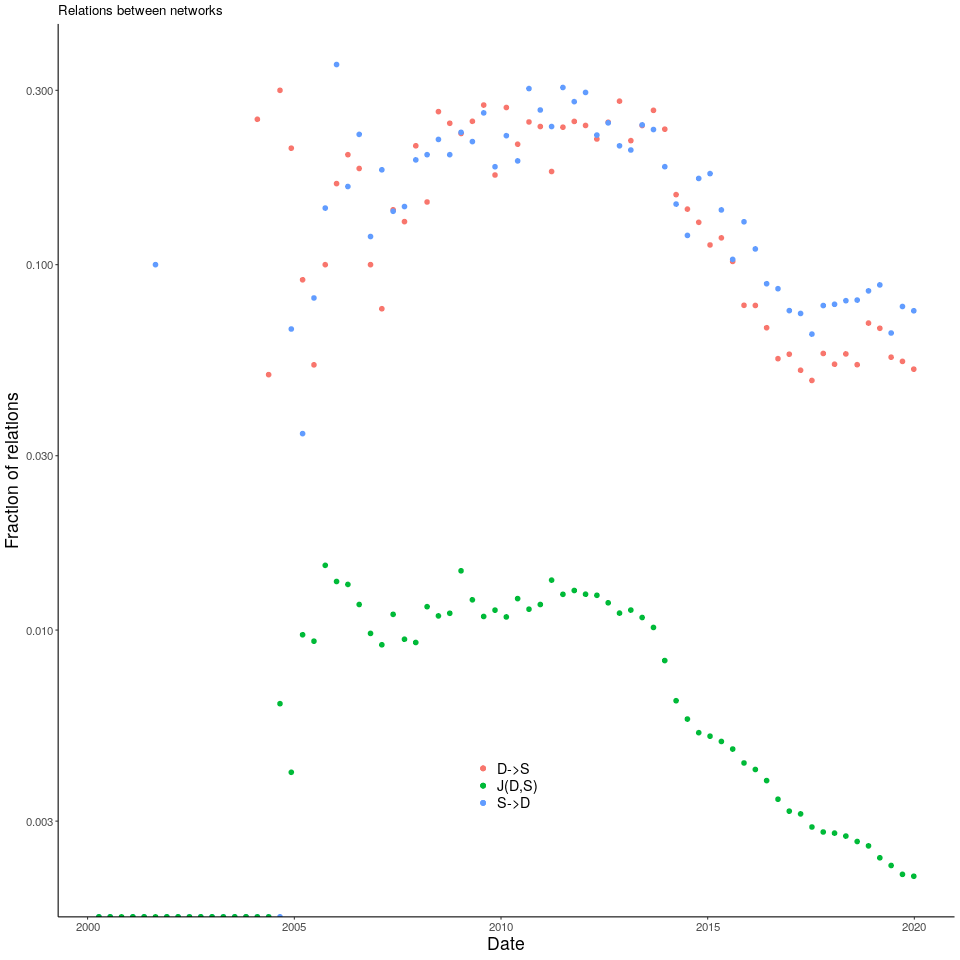 Relations between networks
0.300
0.100
0.030
0.010
0.003
Fraction of relations
D->S
J(D,S)
S->D
2000 2005 2010 2015 2020
Date